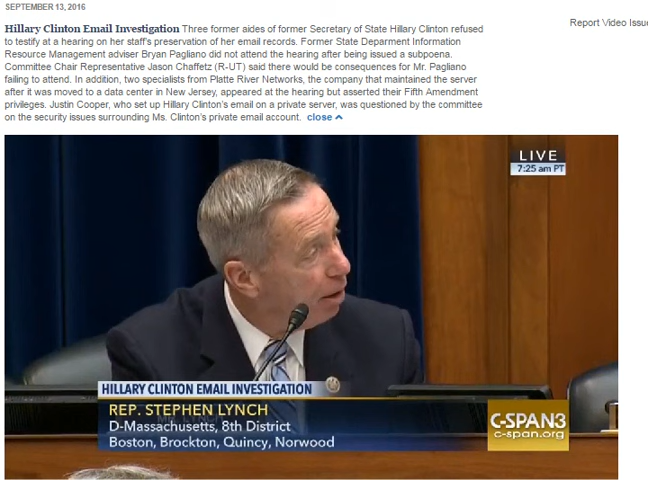 SEPTEMBER 13, 2016
Report Video Issue
Hillary Clinton Email Investigation Three former aides of former Secretary of State Hillary Clinton refused
to testify at a hearing on her staff's preservation of her email records. Former State Deparment Information
Resource Management adviser Bryan Pagliano did not attend the hearing after being issued a subpoena.
Committee Chair Representative Jason Chaffetz (R-UT) said there would be consequences for Mr. Pagliano
failing to attend. In addition, two specialists from Platte River Networks, the company that maintained the server
after it was moved to a data center in New Jersey, appeared at the hearing but asserted their Fifth Amendment
privileges. Justin Cooper, who set up Hillary Clinton's email on a private server, was questioned by the committee
on the security issues surrounding Ms. Clinton's private email account. close
LIVE
7:25 am PT
HILLARY CLINTON EMAIL INVESTIGATION
REP. STEPHEN LYNCH
D-Massachusetts, 8th District
Boston, Brockton, Quincy, Norwood
C-SPAN3
c-span.org